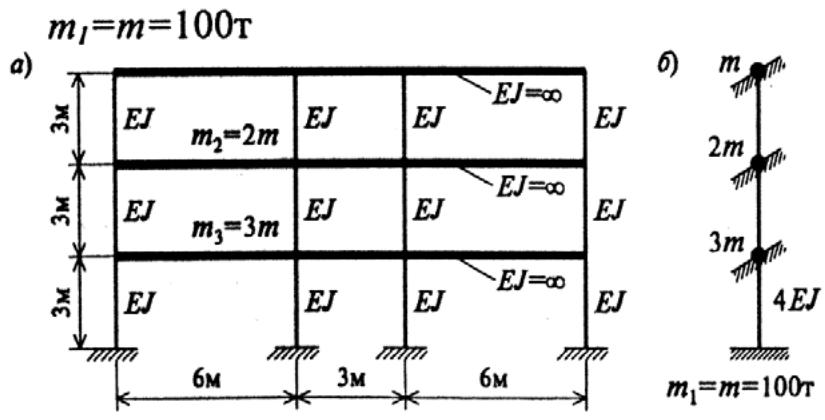 m₁=m=100т
а)
б)
m
EJ=∞
3м
EJ
m₂=2m
EJ
EJ
EJ
2m
EJ=∞
3м
EJ
m₃=3m
EJ
EJ
EJ
3m
EJ=∞
3м
EJ
EJ
EJ
EJ
4EJ
6м
3м
6м
m₁=m=100т